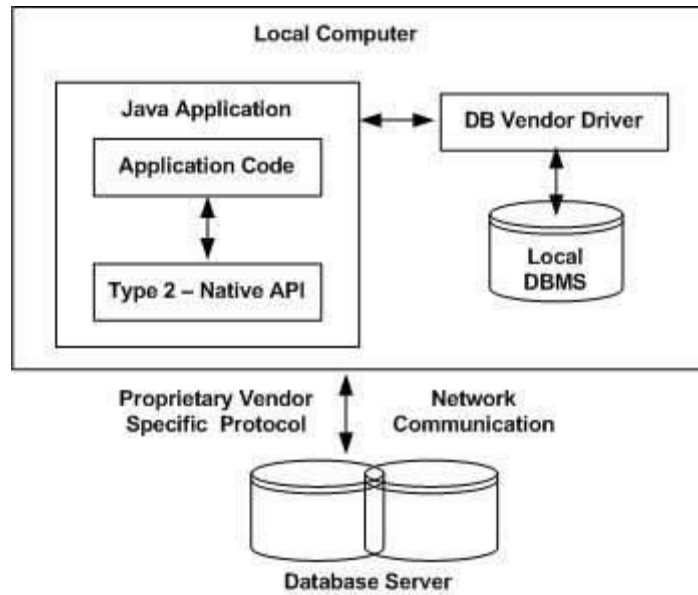 Local Computer
Java Application
DB Vendor Driver
Application Code
Type 2 – Native API
Local
DBMS
Proprietary Vendor
Specific Protocol
Network
Communication
Database Server